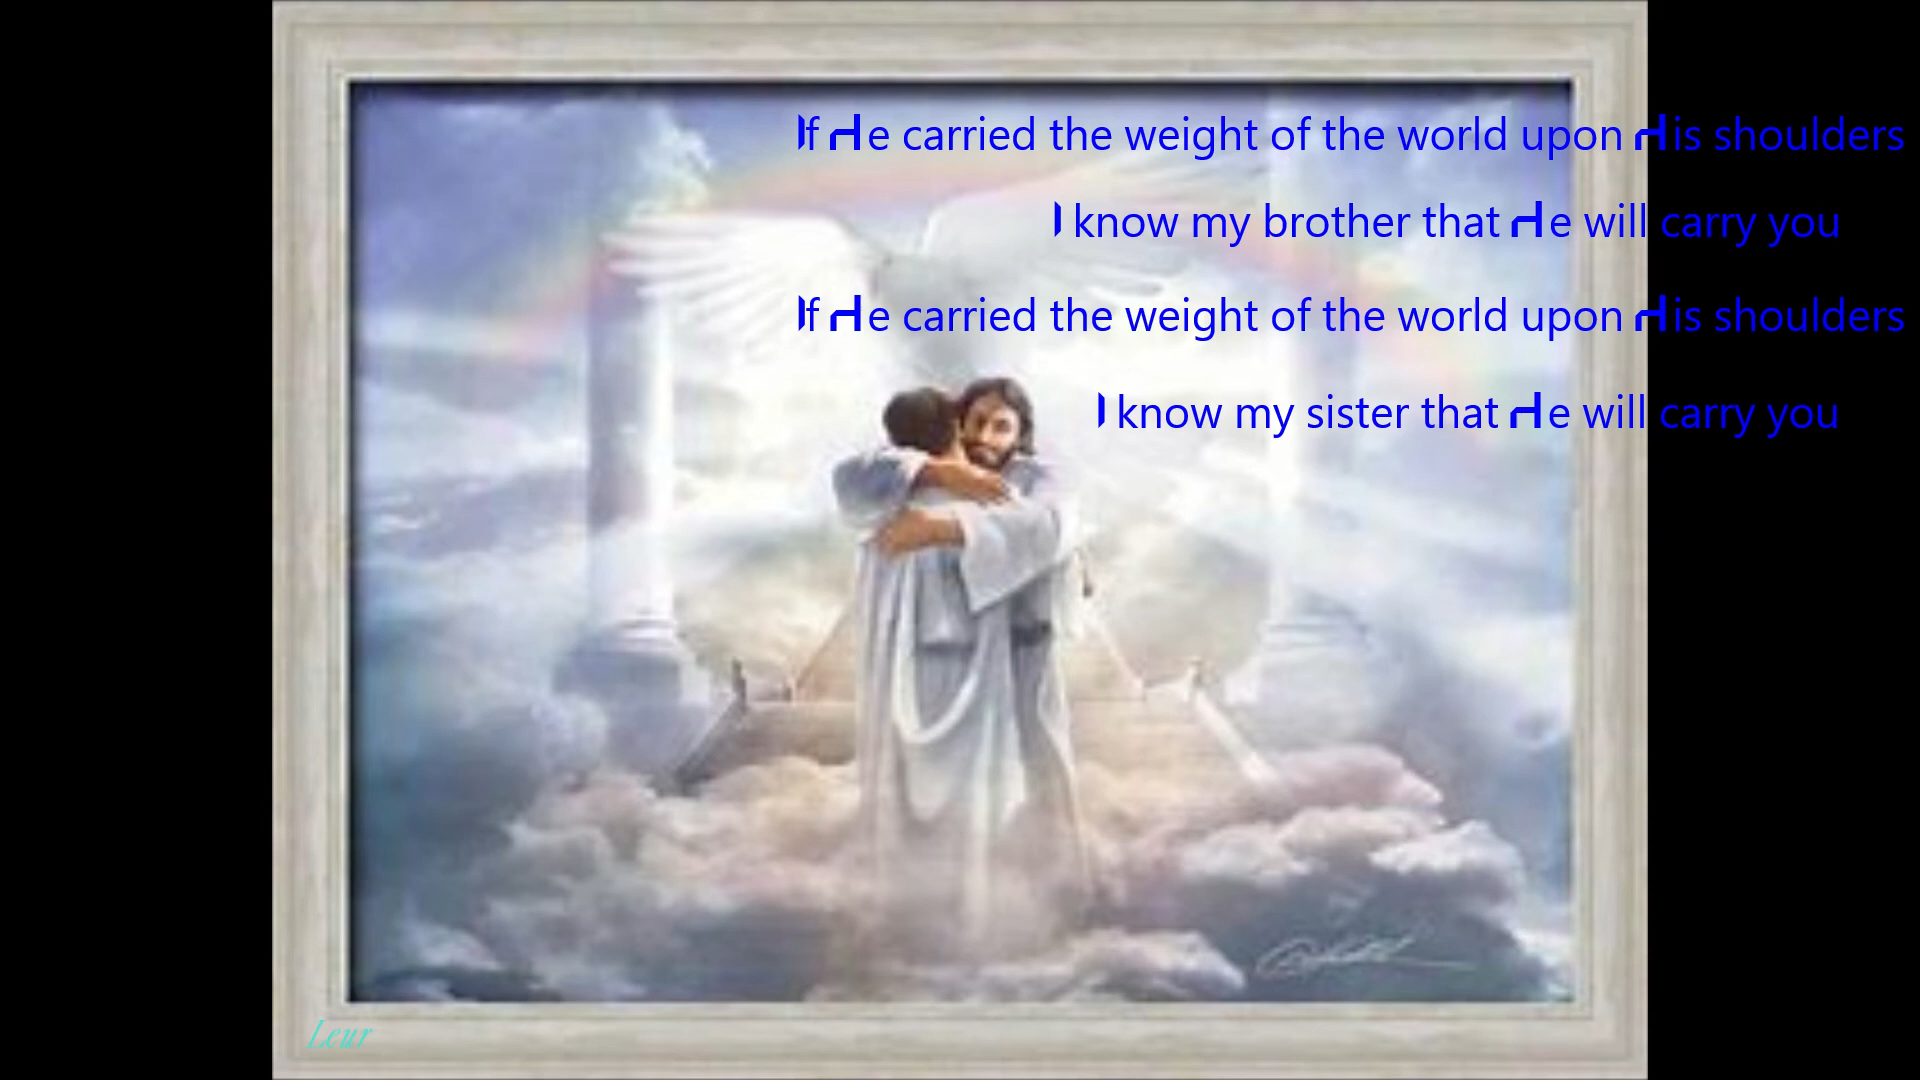 If He carried the weight of the world upon His shoulders
I know my brother that He will carry you
If He carried the weight of the world upon His shoulders
I know my sister that He will carry you
Leur